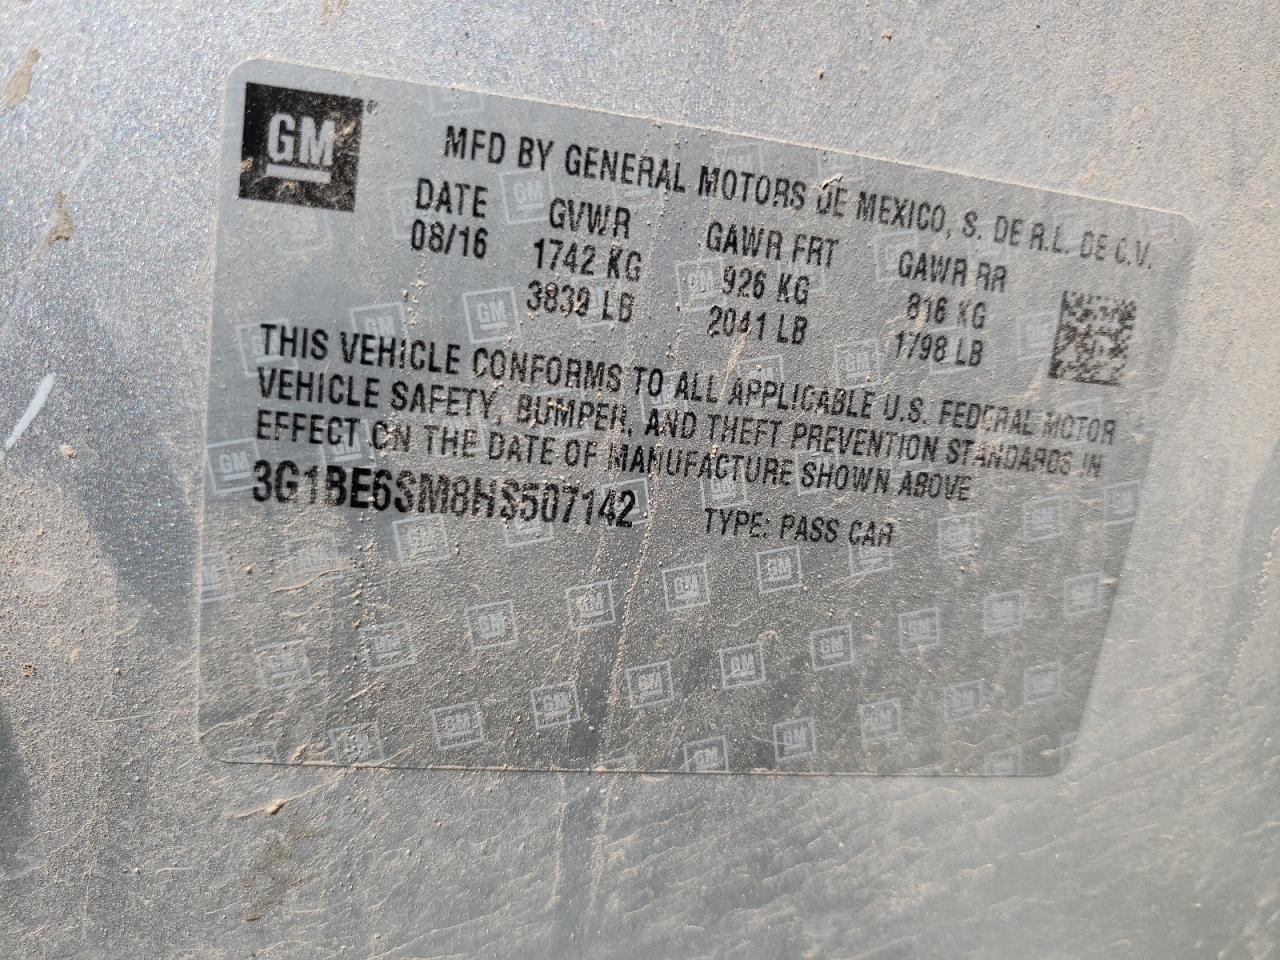 GM
MFD BY GENERAL MOTORS DE MEXICO, S. DE R.L. DE C.V.
DATE GVWR GAWR FRT GAWR RR
08/16 1742 KG 926 KG 816 KG
3839 LB 2041 LB 1798 LB
THIS VEHICLE CONFORMS TO ALL APPLICABLE U.S. FEDERAL MOTOR
VEHICLE SAFETY, BUMPER, AND THEFT PREVENTION STANDARDS IN
EFFECT ON THE DATE OF MANUFACTURE SHOWN ABOVE
3G1BE6SM8HS507142 TYPE: PASS CAR